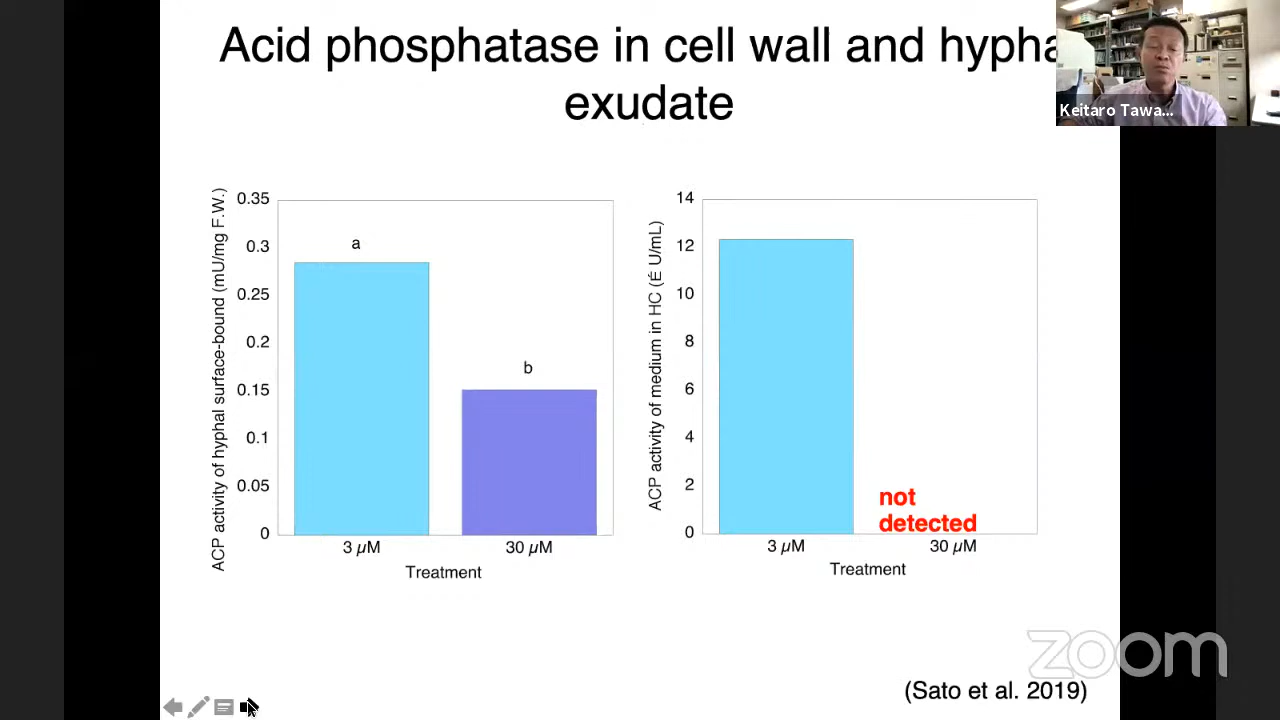 Acid phosphatase in cell wall and hypha
exudate
Keitaro Tawa...
ACP activity of hyphal surface-bound (mU/mg F.W.)
0.35
0.3
0.25
0.2
0.15
0.1
0.05
0
a
b
3 µM
30 µM
Treatment
ACP activity of medium in HC (É U/mL)
14
12
10
8
6
4
2
0
not
detected
3 µM
30 µM
Treatment
zoom
(Sato et al. 2019)